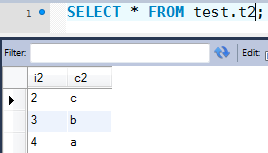 1 SELECT * FROM test.t2;
Filter: Edit:
i2 c2
2 c
3 b
4 a